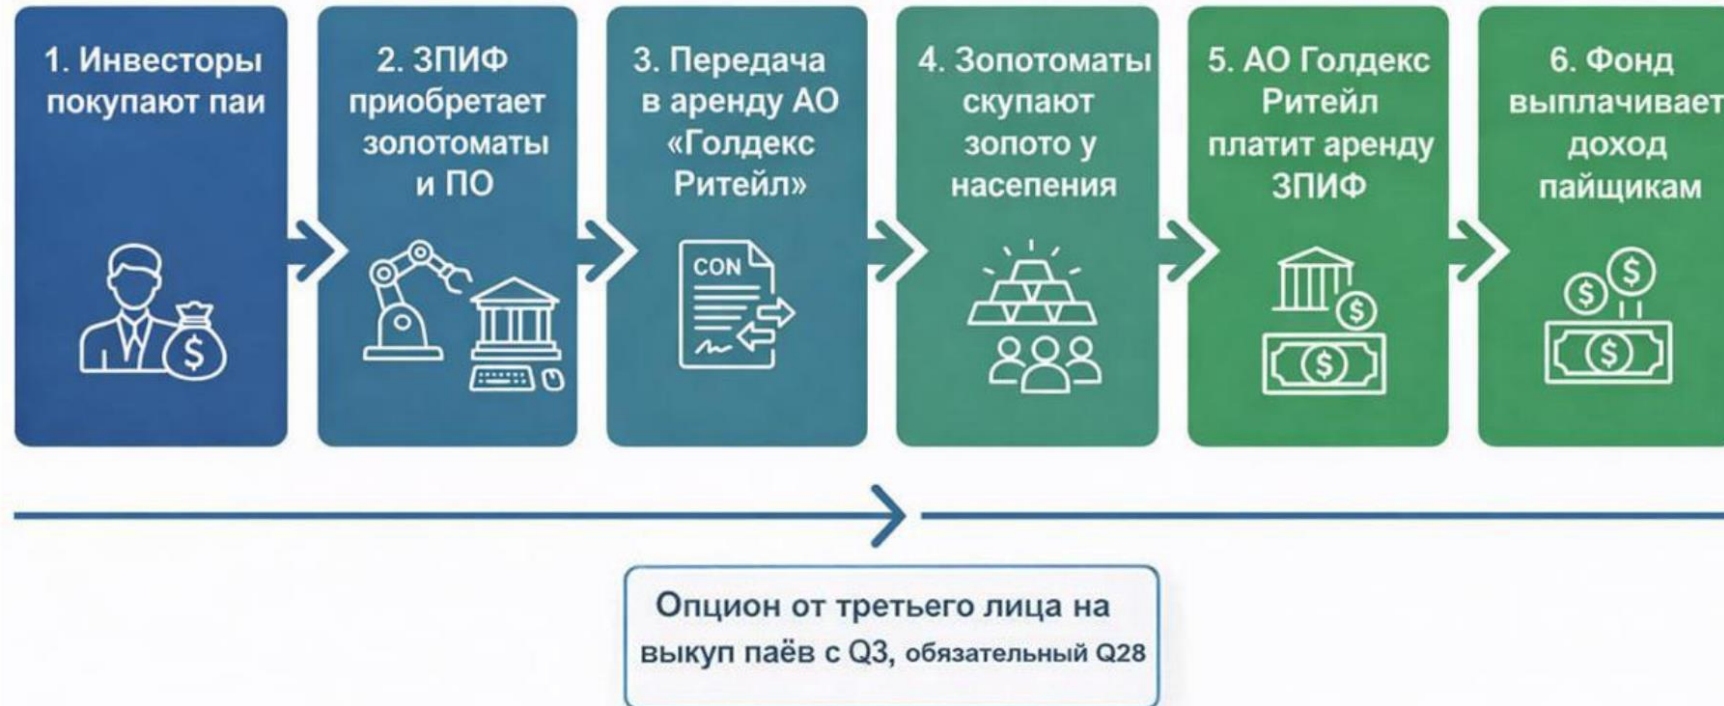 1. Инвесторы
покупают паи
2. ЗПИФ
приобретает
золотоматы
и ПО
3. Передача
в аренду АО
«Голдекс
Ритейл»
CON
4. Зопотоматы
скупают
зопото у
насепения
5. АО Голдекс
Ритейл
платит аренду
ЗПИФ
6. Фонд
выплачивает
доход
пайщикам
Опцион от третьего лица на
выкуп паёв с Q3, обязательный Q28